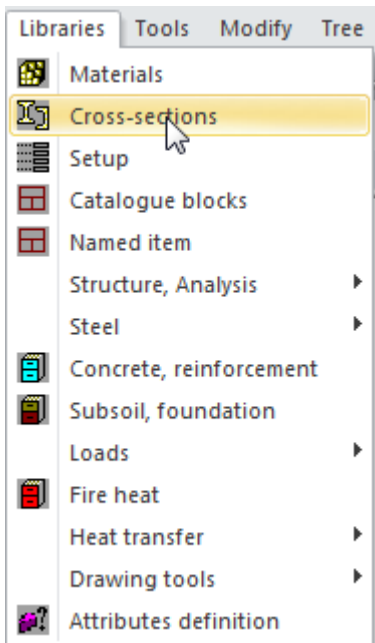 Libraries Tools Modify Tree
Materials
Cross-sections
Setup
Catalogue blocks
Named item
Structure, Analysis
Steel
Concrete, reinforcement
Subsoil, foundation
Loads
Fire heat
Heat transfer
Drawing tools
Attributes definition